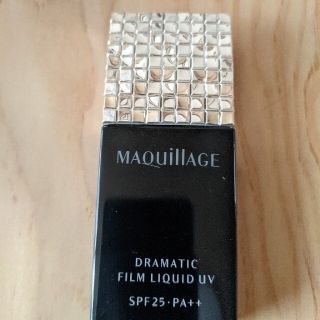 MAQuillAGE
DRAMATIC
FILM LIQUID UV
SPF25・PA++